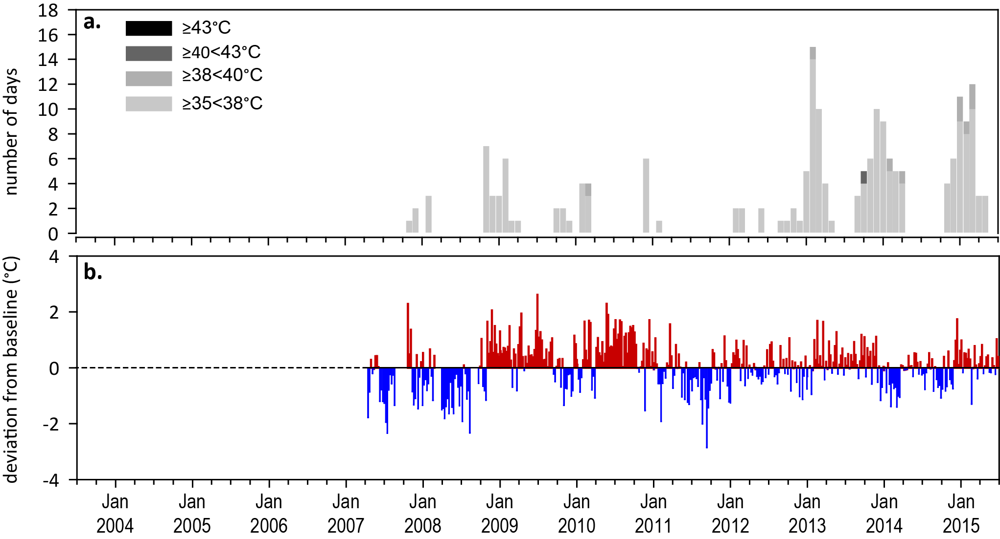 a.
≥43°C
≥40<43°C
≥38<40°C
≥35<38°C
number of days
18
16
14
12
10
8
6
4
2
0
b.
deviation from baseline (°C)
4
2
0
-2
-4
Jan Jan Jan Jan Jan Jan Jan Jan Jan Jan Jan Jan
2004 2005 2006 2007 2008 2009 2010 2011 2012 2013 2014 2015